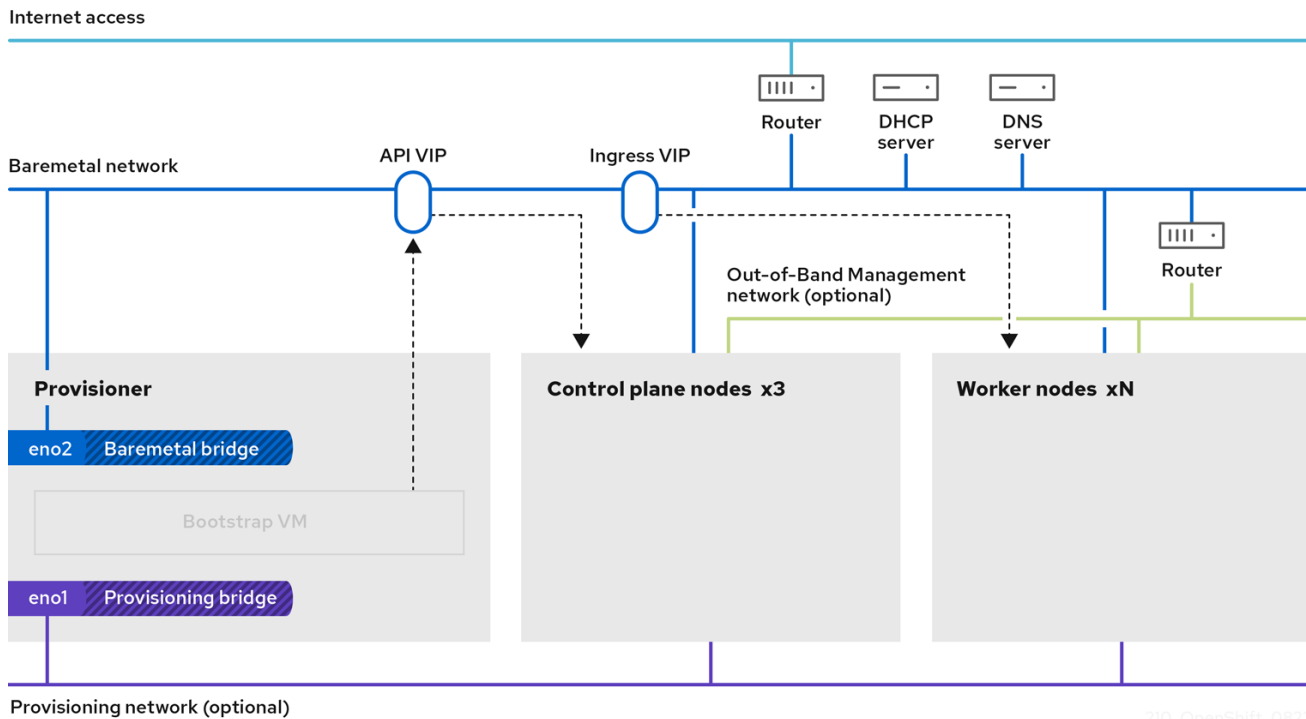 Internet access
Router
DHCP
server
DNS
server
API VIP
Ingress VIP
Baremetal network
Router
Out-of-Band Management
network (optional)
Provisioner
Control plane nodes x3
Worker nodes xN
eno2
Baremetal bridge
Bootstrap VM
eno1
Provisioning bridge
Provisioning network (optional)